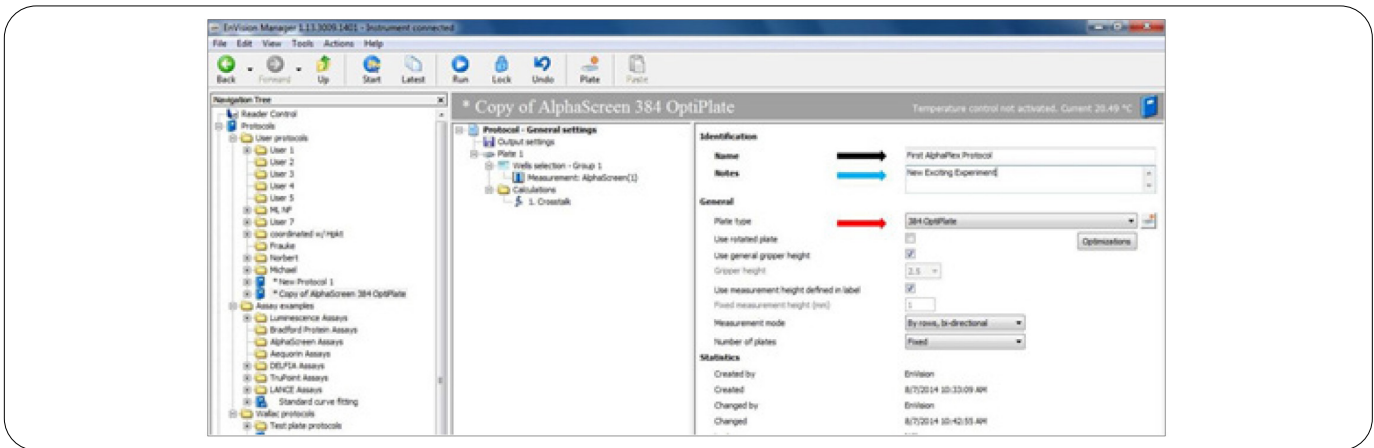 EnVision Manager 1.13.3009.1401 - Instrument connected
File Edit View Tools Actions Help
Back Forward Up Start Latest Run Lock Undo Plate Paste
Navigation Tree
Reader Control
Protocols
User protocols
User 1
User 2
User 3
User 4
User 5
ML NF
User 7
coordinated w/ Hpkt
Frauke
Norbert
Michael
* New Protocol 1
* Copy of AlphaScreen 384 OptiPlate
Assay examples
Luminescence Assays
Bradford Protein Assays
AlphaScreen Assays
Aequorin Assays
DELFIA Assays
TruPoint Assays
LANCE Assays
Standard curve fitting
Wallac protocols
Test plate protocols
* Copy of AlphaScreen 384 OptiPlate
Temperature control not activated. Current 20.49 °C
Protocol - General settings
Output settings
Plate 1
Wells selection - Group 1
Measurement: AlphaScreen(1)
Calculations
1. Crosstalk
Identification
Name First AlphaPlex Protocol
Notes New Exciting Experiment
General
Plate type 384 OptiPlate
Use rotated plate Optimizations
Use general gripper height
Gripper height 2.5
Use measurement height defined in label
Fixed measurement height (mm) 1
Measurement mode By rows, bi-directional
Number of plates Fixed
Statistics
Created by EnVision
Created 8/7/2014 10:33:09 AM
Changed by EnVision
Changed 8/7/2014 10:42:55 AM